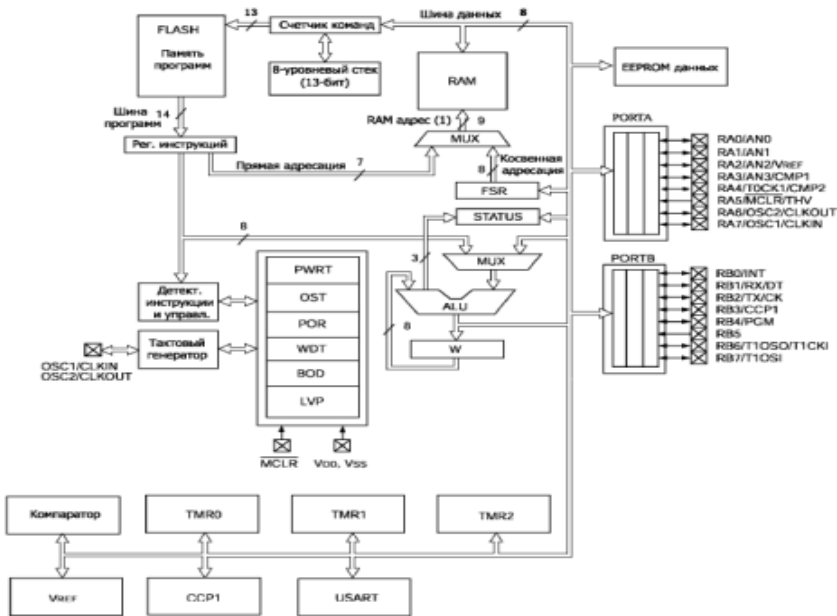 FLASH
Память
программ
13
Счетчик команд
Шина данных
8
8-уровневый стек
(13-бит)
RAM
EEPROM данных
Шина
программ
14
RAM адрес (1)
9
Рег. инструкций
MUX
Прямая адресация
7
Косвенная
адресация
8
FSR
STATUS
8
3
MUX
ALU
8
W
PORTA
RA0/AN0
RA1/AN1
RA2/AN2/VREF
RA3/AN3/CMP1
RA4/T0CK1/CMP2
RA5/MCLR/THV
RA6/OSC2/CLKOUT
RA7/OSC1/CLKIN
PORTB
RB0/INT
RB1/RX/DT
RB2/TX/CK
RB3/CCP1
RB4/PGM
RB5
RB6/T1OSO/T1CKI
RB7/T1OSI
Детект.
инструкции
и управл.
Тактовый
генератор
OSC1/CLKIN
OSC2/CLKOUT
PWRT
OST
POR
WDT
BOD
LVP
MCLR
VDD, VSS
Компаратор
TMR0
TMR1
TMR2
VREF
CCP1
USART